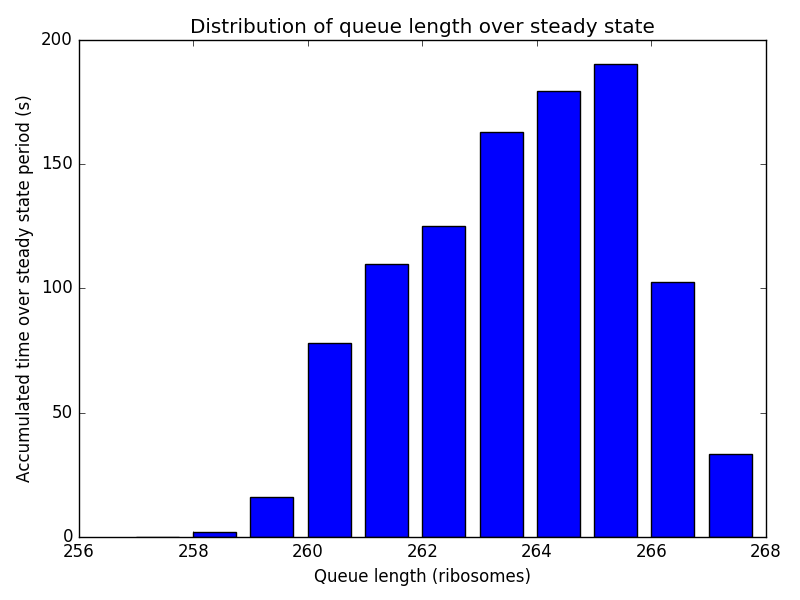 Distribution of queue length over steady state
Accumulated time over steady state period (s)
200
150
100
50
0
256 258 260 262 264 266 268
Queue length (ribosomes)